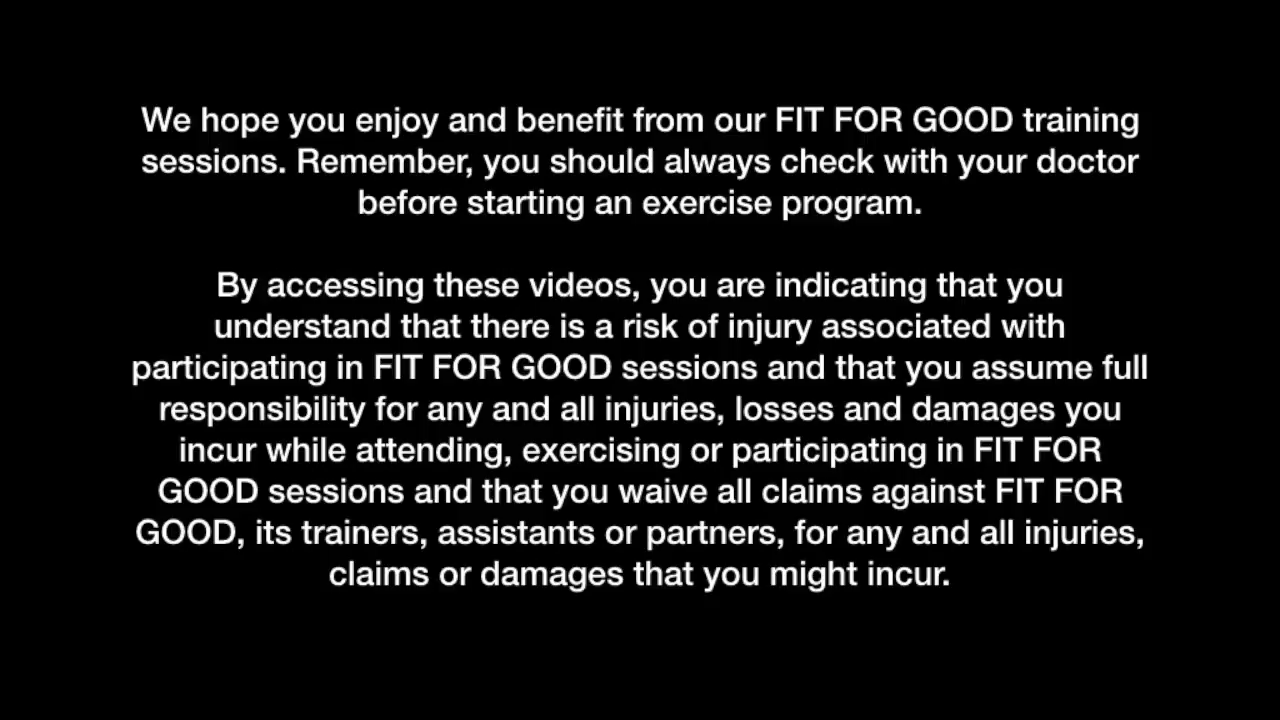 We hope you enjoy and benefit from our FIT FOR GOOD training
sessions. Remember, you should always check with your doctor
before starting an exercise program.
By accessing these videos, you are indicating that you
understand that there is a risk of injury associated with
participating in FIT FOR GOOD sessions and that you assume full
responsibility for any and all injuries, losses and damages you
incur while attending, exercising or participating in FIT FOR
GOOD sessions and that you waive all claims against FIT FOR
GOOD, its trainers, assistants or partners, for any and all injuries,
claims or damages that you might incur.